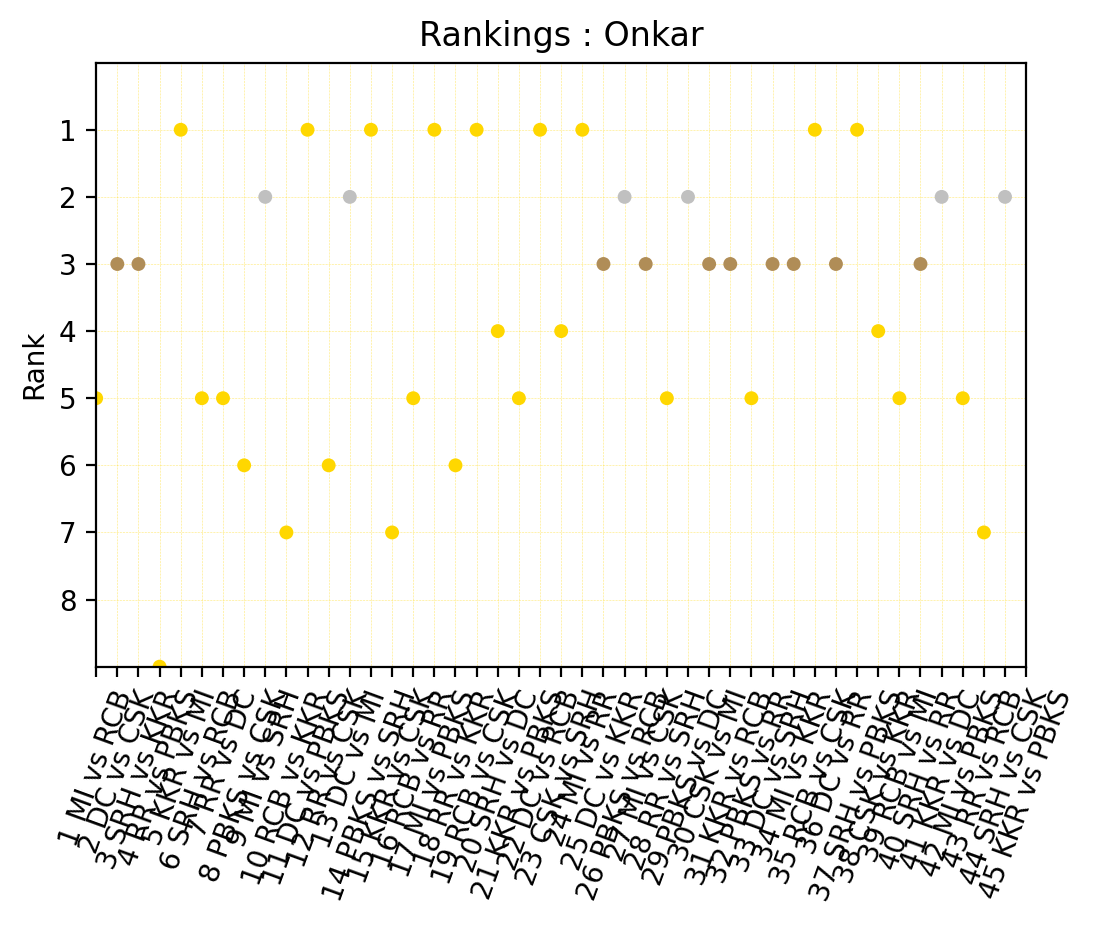 Rankings : Onkar
1
2
3
4
5
6
7
8
Rank
1 MI vs RCB
2 DC vs CSK
3 SRH vs KKR
4 RR vs PBKS
5 KKR vs MI
6 SRH vs RCB
7 RR vs DC
8 PBKS vs CSK
9 MI vs SRH
10 RCB vs KKR
11 DC vs PBKS
12 RR vs CSK
13 DC vs MI
14 PBKS vs SRH
15 KKR vs CSK
16 RCB vs RR
17 MI vs PBKS
18 RR vs KKR
19 RCB vs CSK
20 SRH vs DC
21 KKR vs PBKS
22 DC vs RCB
23 CSK vs SRH
24 MI vs RR
25 DC vs KKR
26 PBKS vs RCB
27 MI vs CSK
28 RR vs SRH
29 PBKS vs DC
30 CSK vs MI
31 KKR vs RCB
32 PBKS vs RR
33 DC vs SRH
34 MI vs KKR
35 RCB vs CSK
36 DC vs RR
37 SRH vs PBKS
38 CSK vs KKR
39 RCB vs MI
40 SRH vs RR
41 KKR vs DC
42 MI vs PBKS
43 RR vs RCB
44 SRH vs CSK
45 KKR vs PBKS